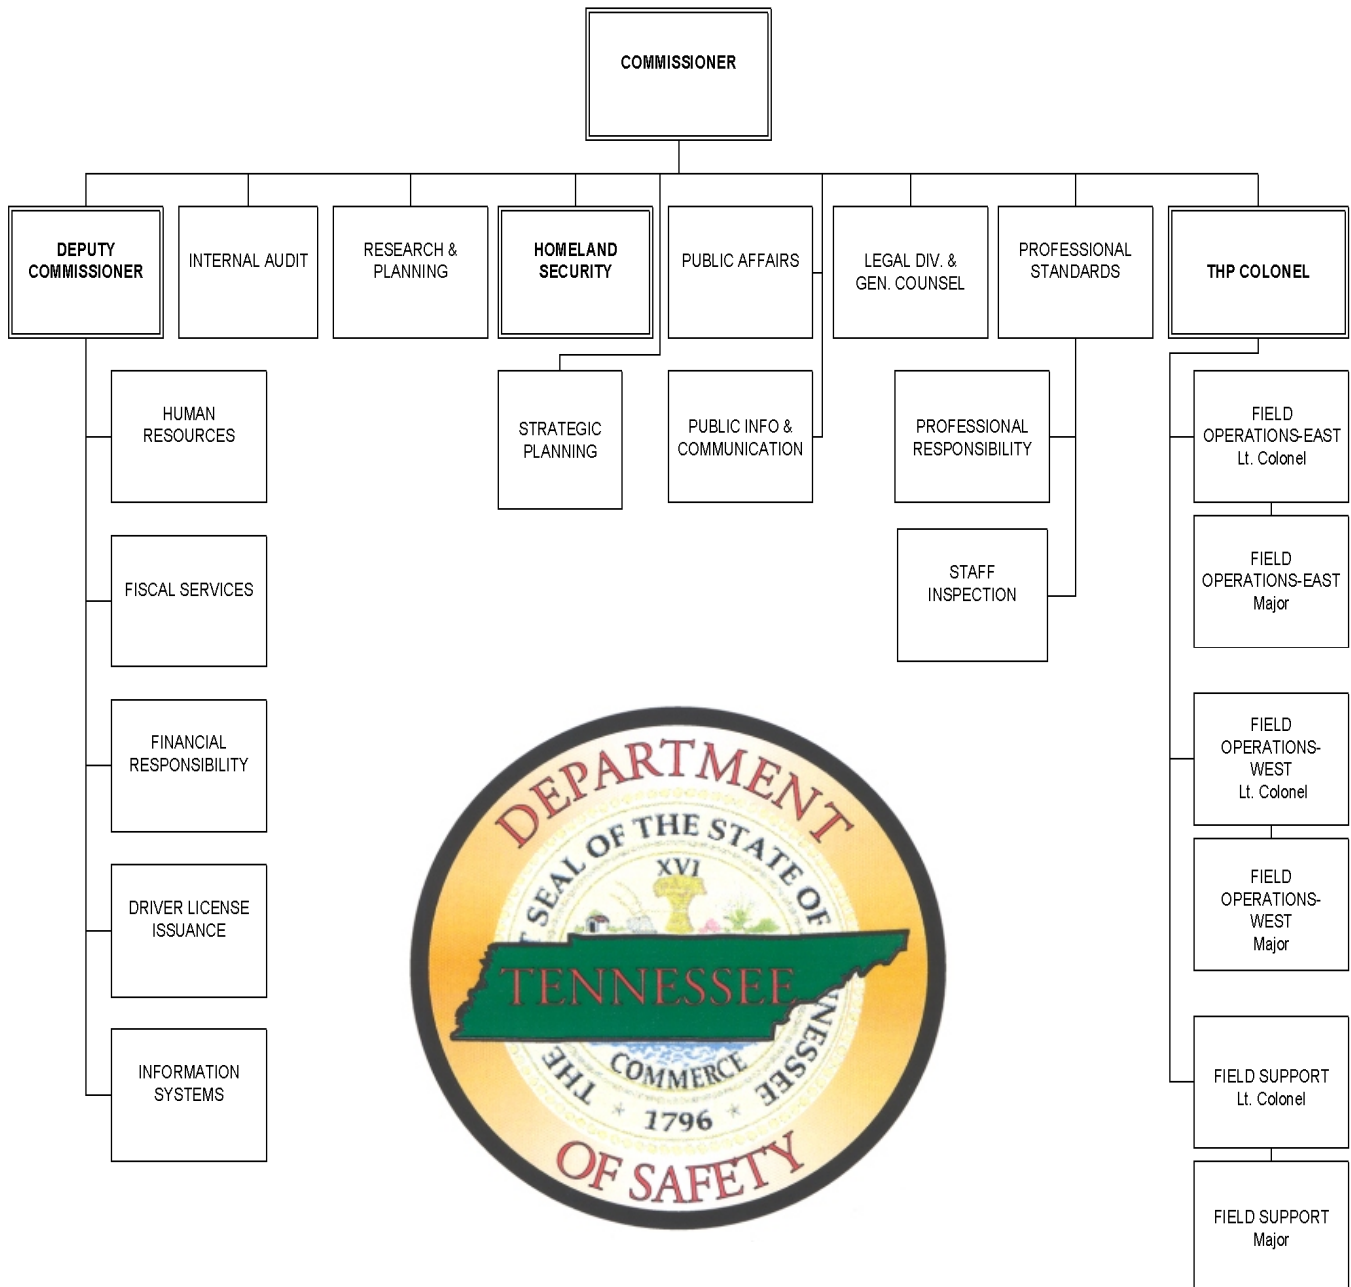 COMMISSIONER
DEPUTY
COMMISSIONER
INTERNAL AUDIT
RESEARCH &
PLANNING
HOMELAND
SECURITY
PUBLIC AFFAIRS
LEGAL DIV. &
GEN. COUNSEL
PROFESSIONAL
STANDARDS
THP COLONEL
HUMAN
RESOURCES
FISCAL SERVICES
FINANCIAL
RESPONSIBILITY
DRIVER LICENSE
ISSUANCE
INFORMATION
SYSTEMS
STRATEGIC
PLANNING
PUBLIC INFO &
COMMUNICATION
PROFESSIONAL
RESPONSIBILITY
STAFF
INSPECTION
FIELD
OPERATIONS-EAST
Lt. Colonel
FIELD
OPERATIONS-EAST
Major
FIELD
OPERATIONS-
WEST
Lt. Colonel
FIELD
OPERATIONS-
WEST
Major
FIELD SUPPORT
Lt. Colonel
FIELD SUPPORT
Major
DEPARTMENT
THE SEAL OF THE STATE OF
NNESSEE
XVI
TENNESSEE
COMMERCE
1796
OF SAFETY